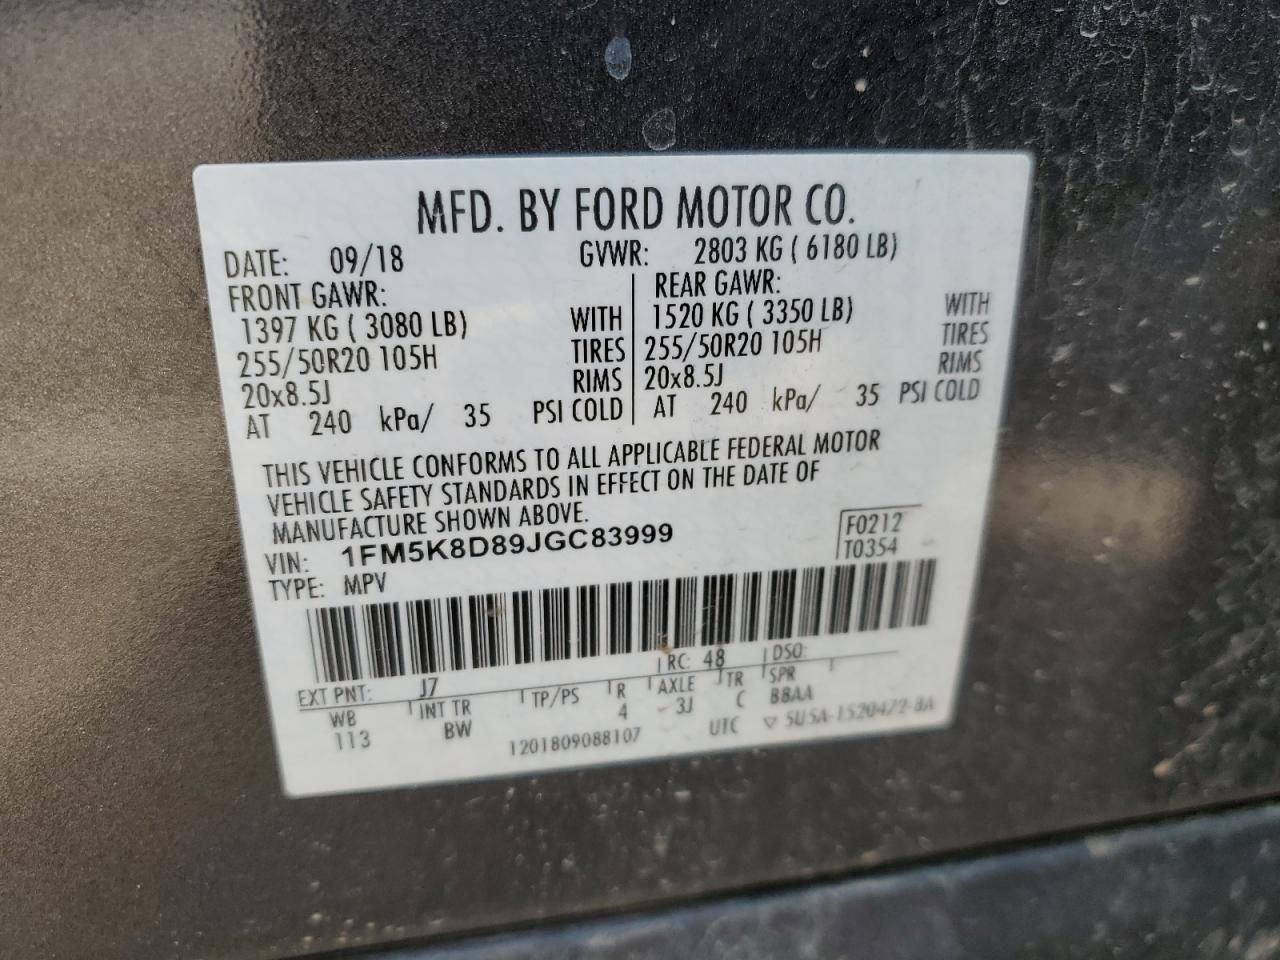 MFD. BY FORD MOTOR CO.
DATE: 09/18 GVWR: 2803 KG ( 6180 LB)
FRONT GAWR: REAR GAWR:
1397 KG ( 3080 LB) WITH 1520 KG ( 3350 LB) WITH
255/50R20 105H TIRES 255/50R20 105H TIRES
20x8.5J RIMS 20x8.5J RIMS
AT 240 kPa/ 35 PSI COLD AT 240 kPa/ 35 PSI COLD
THIS VEHICLE CONFORMS TO ALL APPLICABLE FEDERAL MOTOR
VEHICLE SAFETY STANDARDS IN EFFECT ON THE DATE OF
MANUFACTURE SHOWN ABOVE.
VIN: 1FM5K8D89JGC83999 F0212
TYPE: MPV T0354
EXT PNT: J7 RC: 48 DSO:
WB INT TR TP/PS R AXLE TR SPR
113 BW 4 3J C BBAA
1201809088107 UTC ▽ 5U5A-1520472-BA